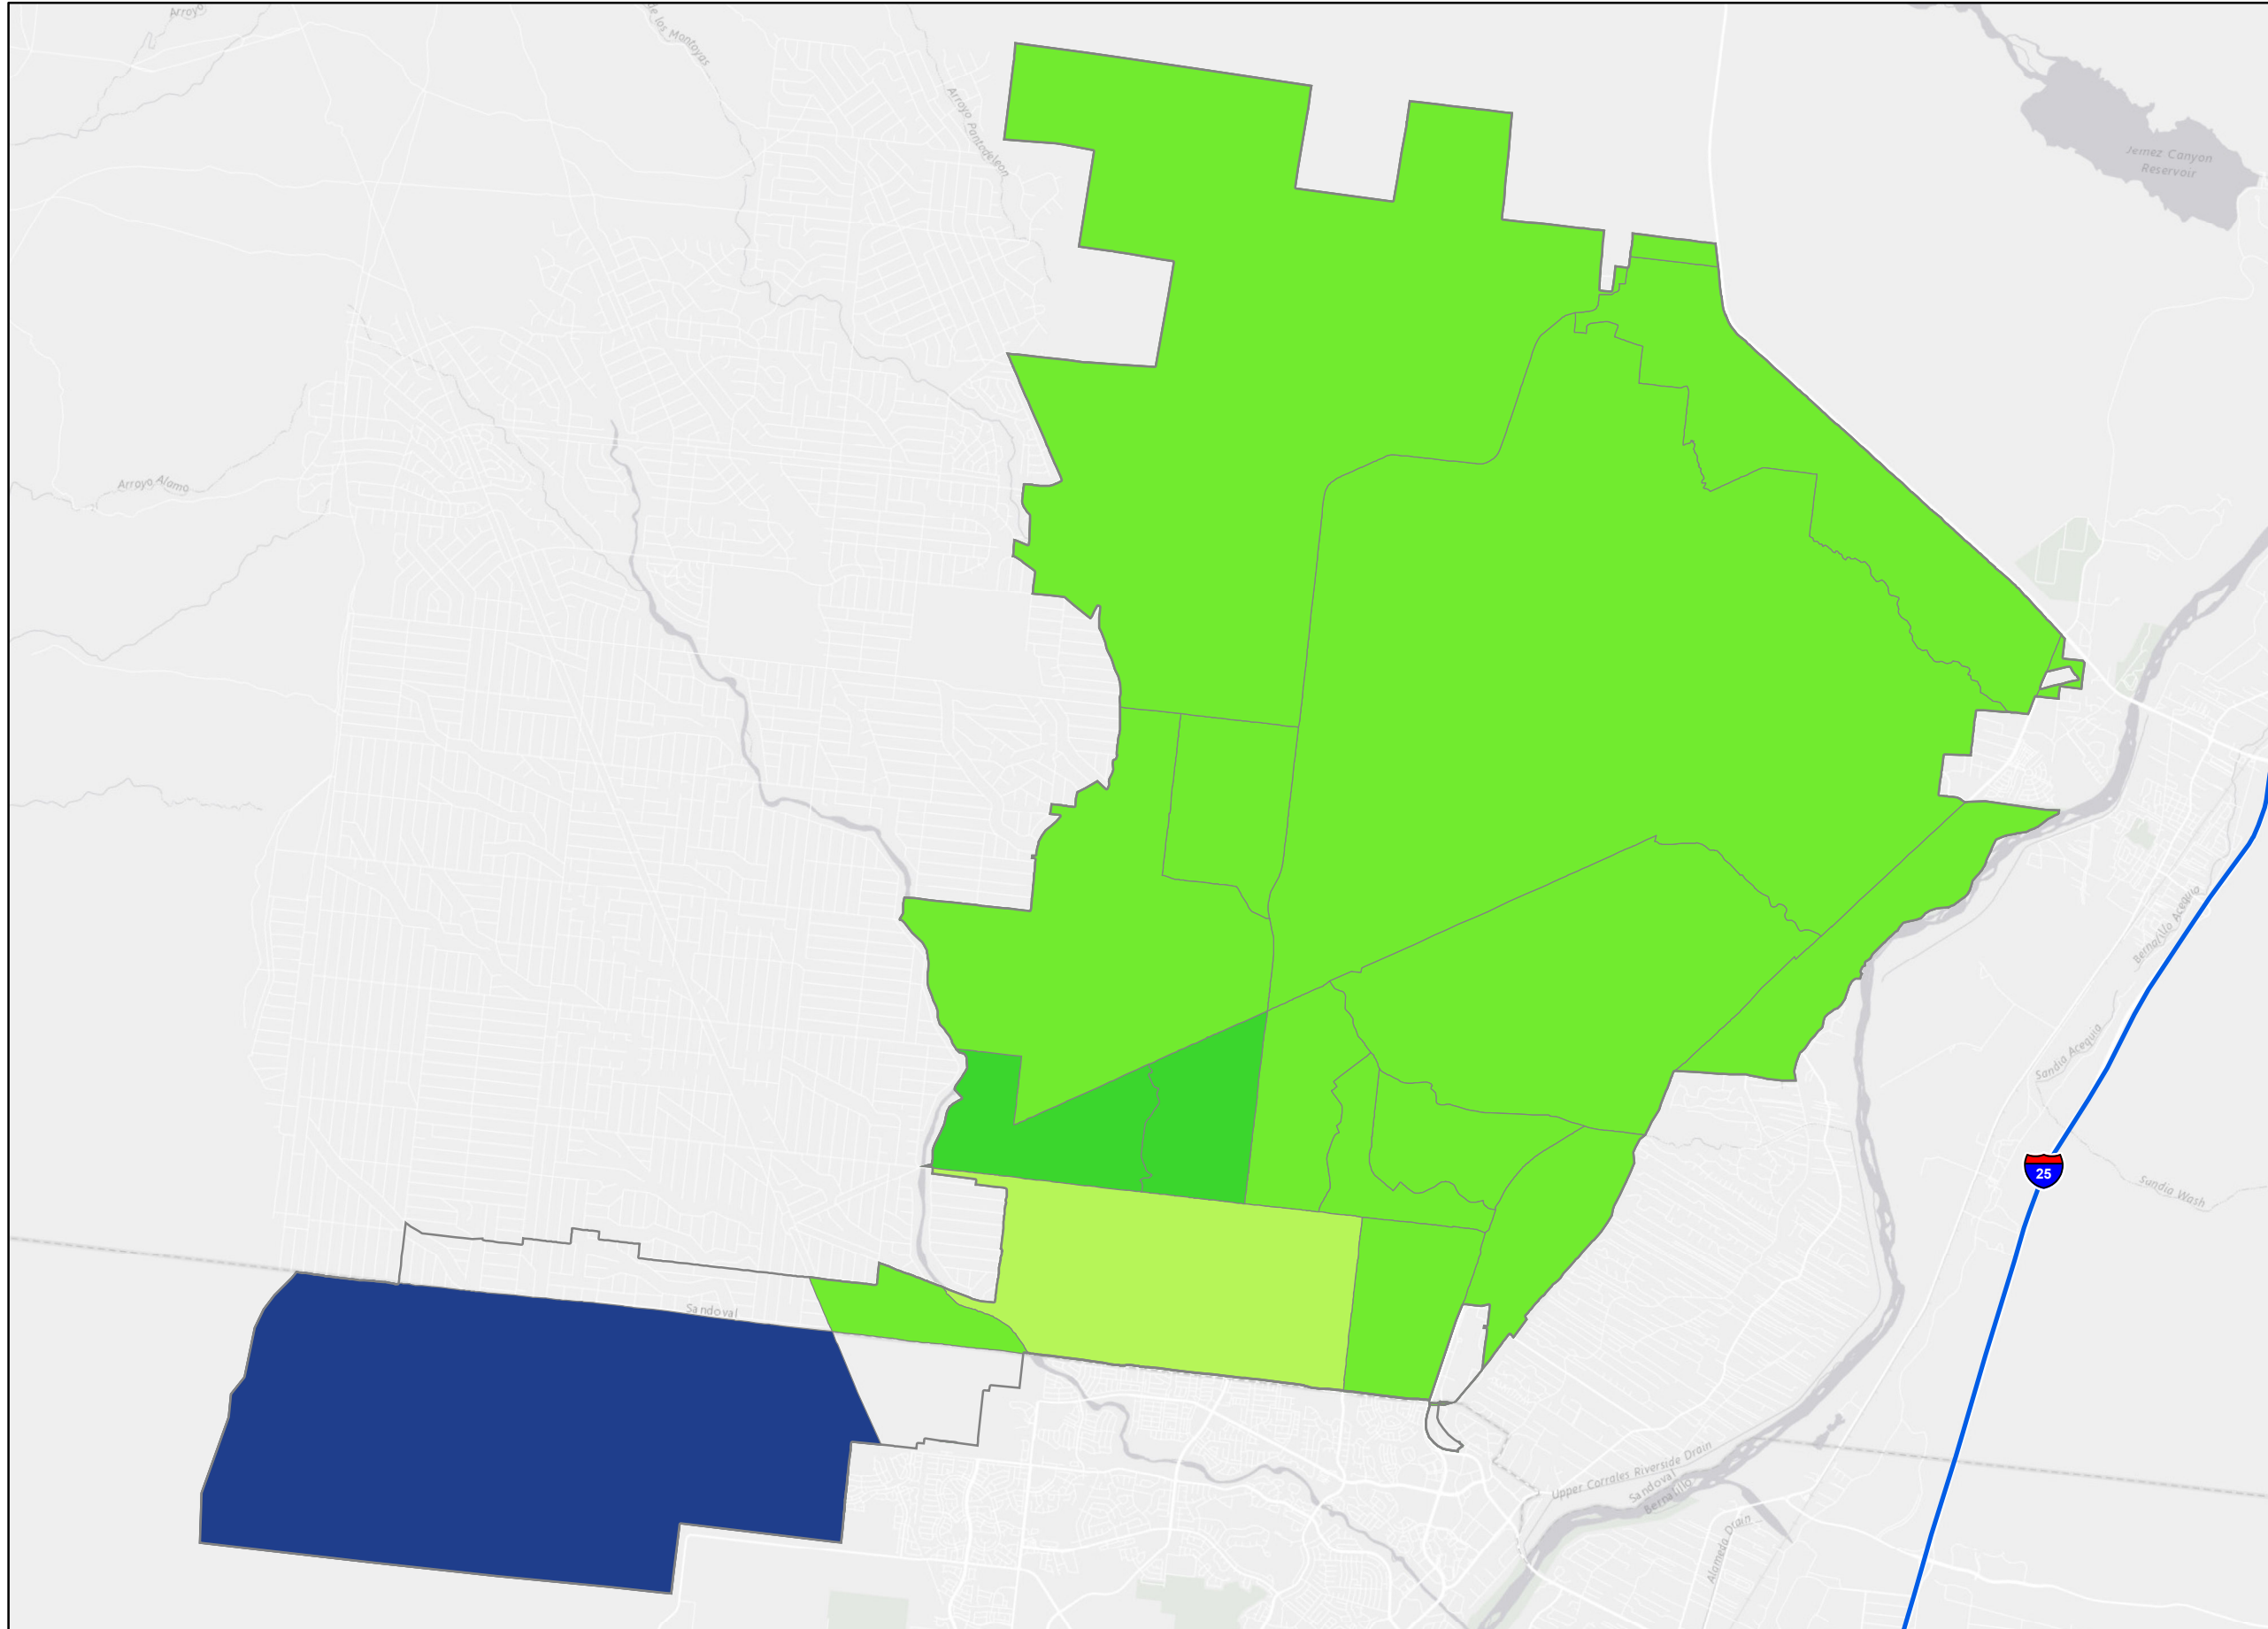 Arroyo
de los Montoyas
Arroyo Pantadeleon
Jemez Canyon
Reservoir
Arroyo Alamo
Bernalillo Acequia
Sandia Acequia
25
Sundia Wash
Sandoval
Upper Corrales Riverside Drain
Sandoval
Bernalillo
Alameda Drain